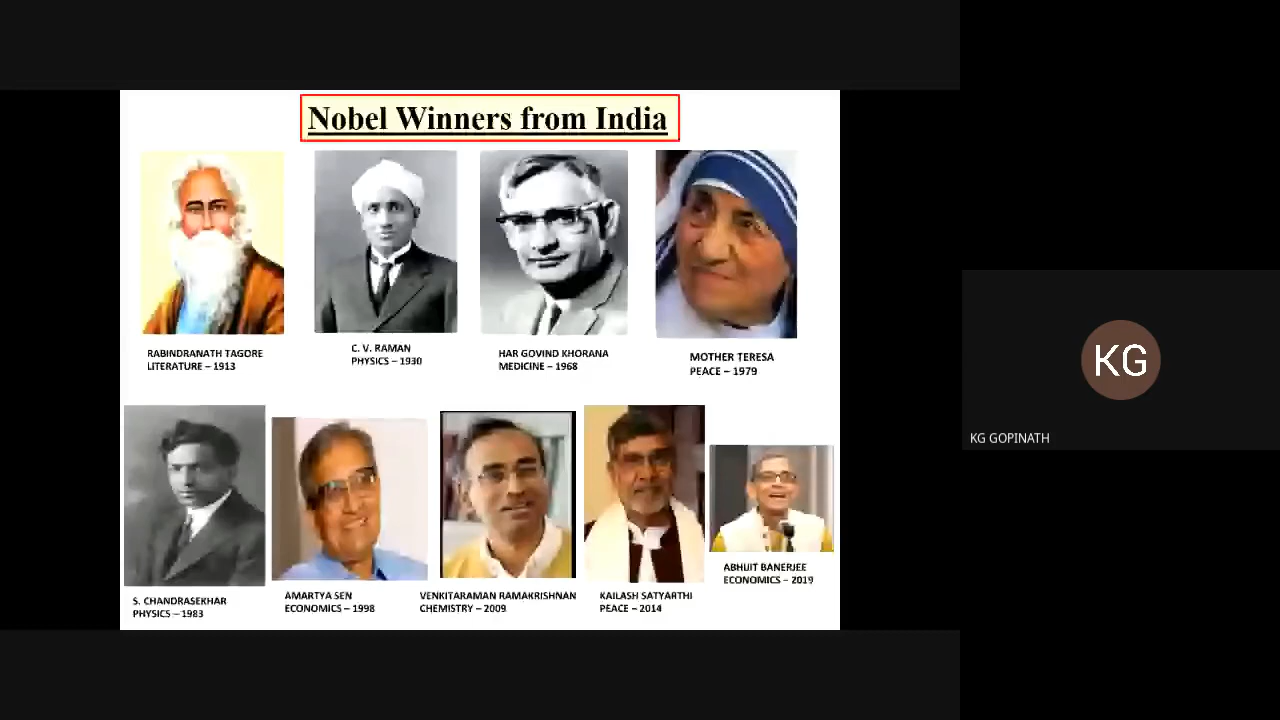 Nobel Winners from India
RABINDRANATH TAGORE
LITERATURE – 1913
C. V. RAMAN
PHYSICS – 1930
HAR GOVIND KHORANA
MEDICINE – 1968
MOTHER TERESA
PEACE – 1979
S. CHANDRASEKHAR
PHYSICS – 1983
AMARTYA SEN
ECONOMICS – 1998
VENKITARAMAN RAMAKRISHNAN
CHEMISTRY – 2009
KAILASH SATYARTHI
PEACE – 2014
ABHIJIT BANERJEE
ECONOMICS – 2019
KG
KG GOPINATH